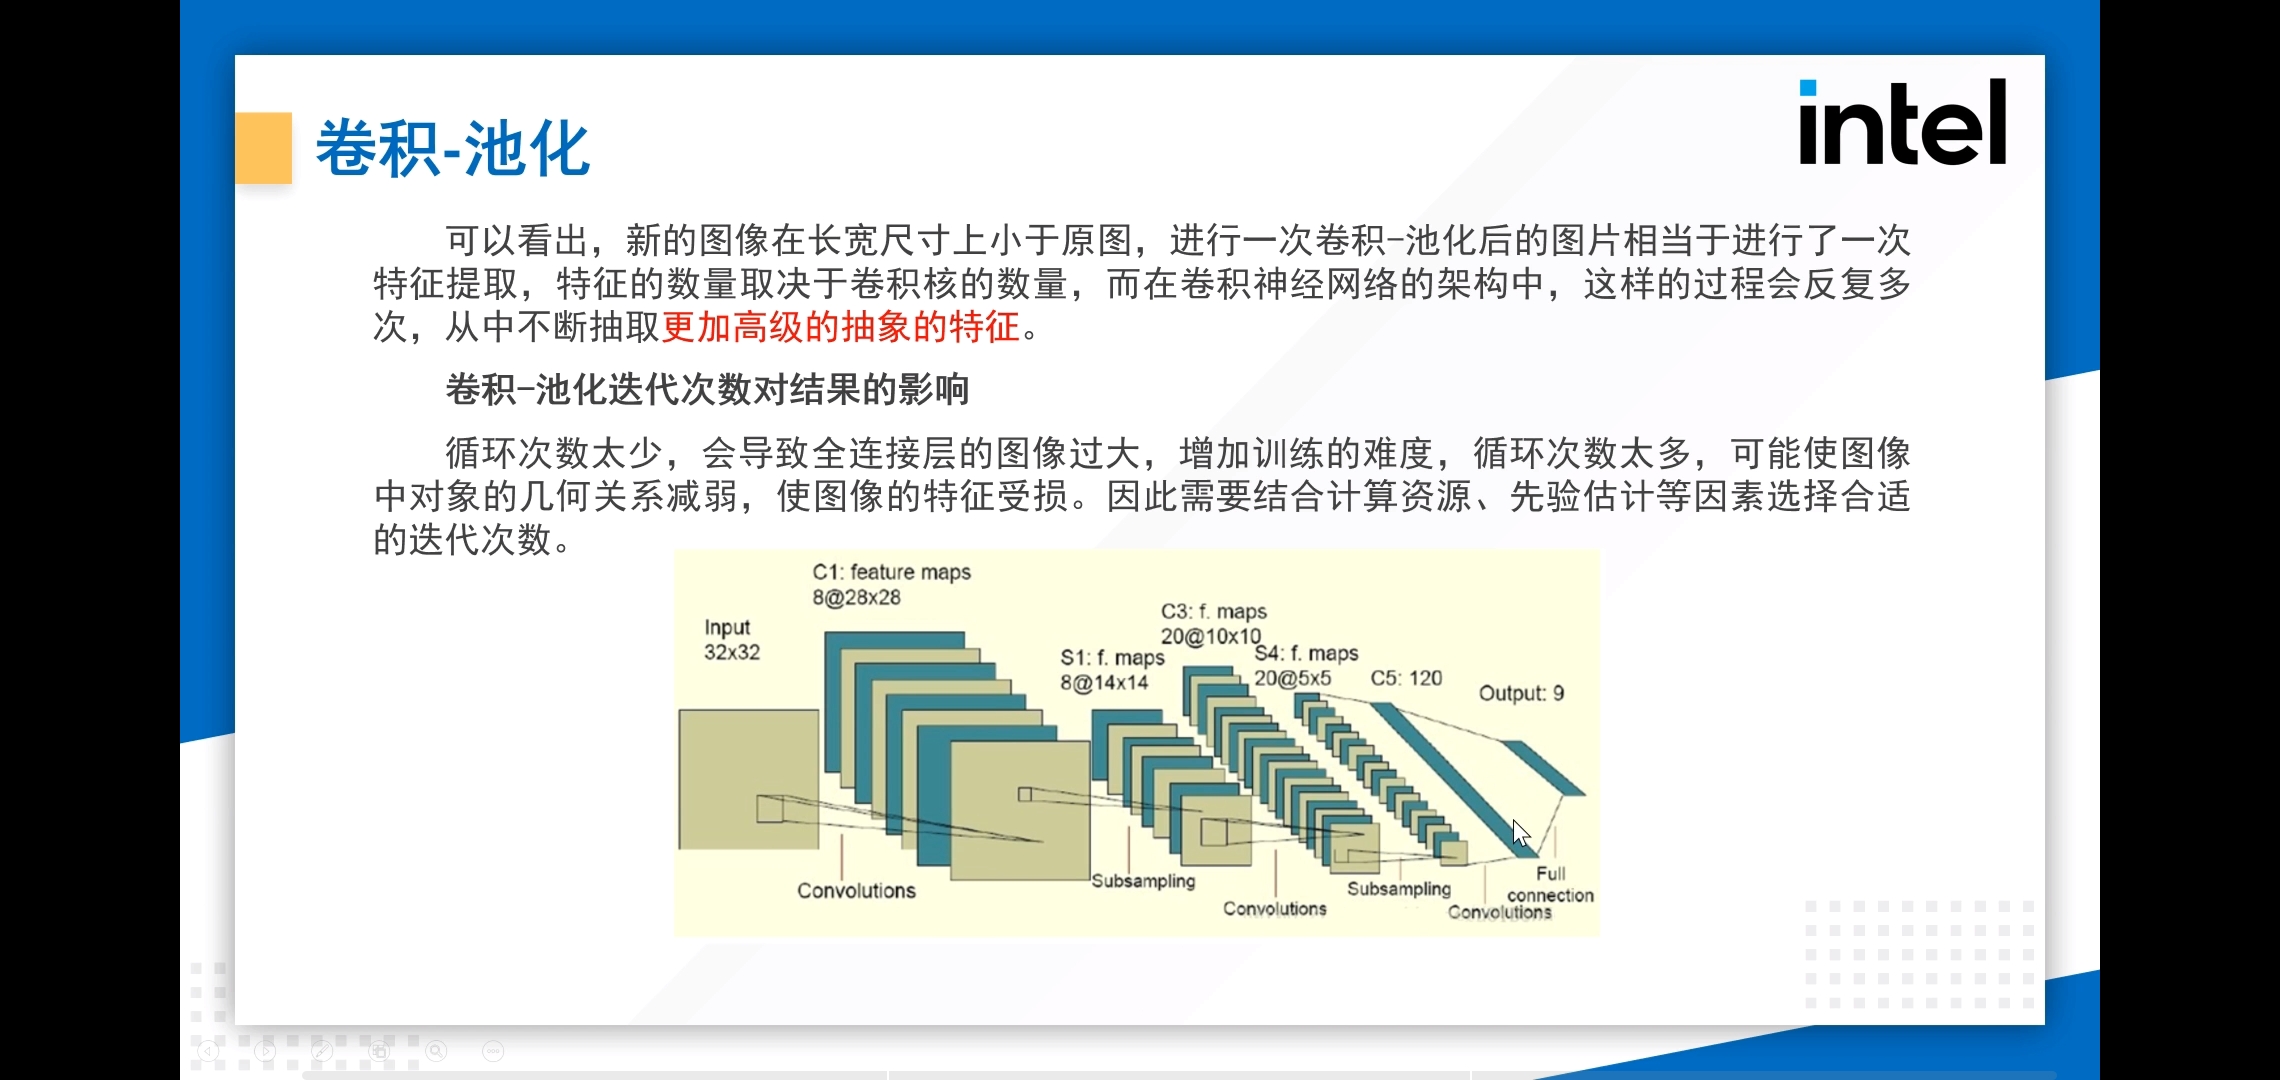 intel
卷积-池化
可以看出，新的图像在长宽尺寸上小于原图，进行一次卷积-池化后的图片相当于进行了一次
特征提取，特征的数量取决于卷积核的数量，而在卷积神经网络的架构中，这样的过程会反复多
次，从中不断抽取更加高级的抽象的特征。
卷积-池化迭代次数对结果的影响
循环次数太少，会导致全连接层的图像过大，增加训练的难度，循环次数太多，可能使图像
中对象的几何关系减弱，使图像的特征受损。因此需要结合计算资源、先验估计等因素选择合适
的迭代次数。
Input
32x32
C1: feature maps
8@28x28
S1: f. maps
8@14x14
C3: f. maps
20@10x10
S4: f. maps
20@5x5
C5: 120
Output: 9
Convolutions
Subsampling
Convolutions
Subsampling
Convolutions
Full
connection